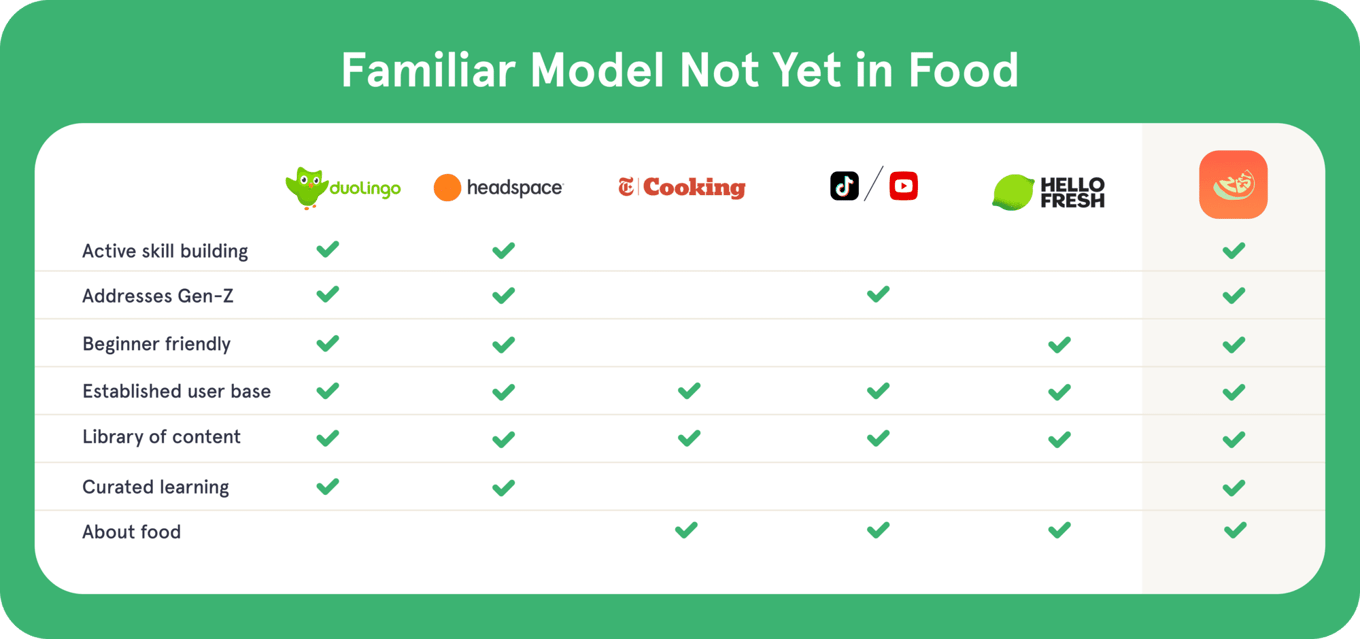 Familiar Model Not Yet in Food
duolingo
headspace
T Cooking
HELLO
FRESH
Active skill building
Addresses Gen-Z
Beginner friendly
Established user base
Library of content
Curated learning
About food